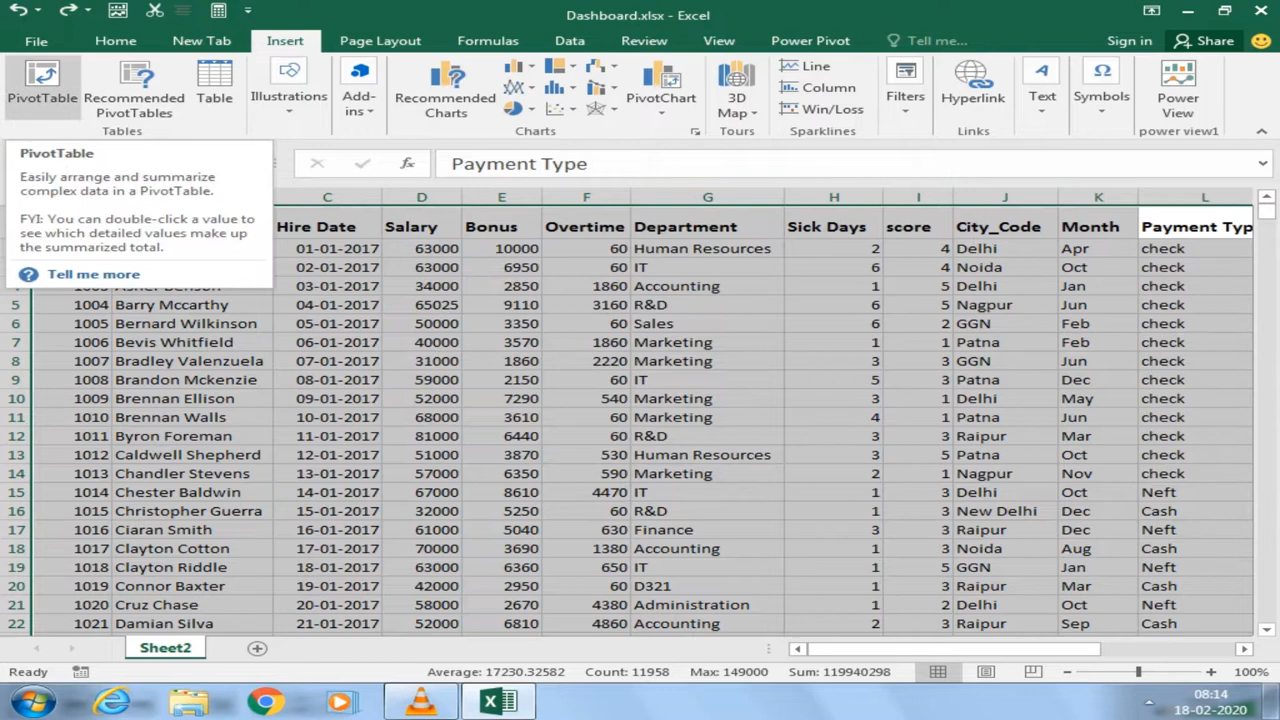 Dashboard.xlsx - Excel
File Home New Tab Insert Page Layout Formulas Data Review View Power Pivot Tell me... Sign in Share
PivotTable
Recommended
PivotTables
Table
Tables
Illustrations
Add-
ins
Recommended
Charts
Charts
PivotChart
3D
Map
Tours
Line
Column
Win/Loss
Sparklines
Filters
Hyperlink
Links
Text
Symbols
Power
View
power view1
PivotTable
Easily arrange and summarize
complex data in a PivotTable.
FYI: You can double-click a value to
see which detailed values make up
the summarized total.
Tell me more
fx Payment Type
C D E F G H I J K L
Hire Date Salary Bonus Overtime Department Sick Days score City_Code Month Payment Typ
01-01-2017 63000 10000 60 Human Resources 2 4 Delhi Apr check
02-01-2017 63000 6950 60 IT 6 4 Noida Oct check
03-01-2017 34000 2850 1860 Accounting 1 5 Delhi Jan check
5 1004 Barry Mccarthy 04-01-2017 65025 9110 3160 R&D 6 5 Nagpur Jun check
6 1005 Bernard Wilkinson 05-01-2017 50000 3350 60 Sales 6 2 GGN Feb check
7 1006 Bevis Whitfield 06-01-2017 40000 3570 1860 Marketing 1 1 Patna Feb check
8 1007 Bradley Valenzuela 07-01-2017 31000 1860 2220 Marketing 3 3 GGN Jun check
9 1008 Brandon Mckenzie 08-01-2017 59000 2150 60 IT 5 3 Patna Dec check
10 1009 Brennan Ellison 09-01-2017 52000 7290 540 Marketing 3 1 Delhi May check
11 1010 Brennan Walls 10-01-2017 68000 3610 60 Marketing 4 1 Patna Jun check
12 1011 Byron Foreman 11-01-2017 81000 6440 60 R&D 3 3 Raipur Mar check
13 1012 Caldwell Shepherd 12-01-2017 51000 3870 530 Human Resources 3 5 Patna Oct check
14 1013 Chandler Stevens 13-01-2017 57000 6350 590 Marketing 2 1 Nagpur Nov check
15 1014 Chester Baldwin 14-01-2017 67000 8610 4470 IT 1 3 Delhi Oct Neft
16 1015 Christopher Guerra 15-01-2017 32000 5250 60 R&D 1 3 New Delhi Dec Cash
17 1016 Ciaran Smith 16-01-2017 61000 5040 630 Finance 3 3 Raipur Dec Neft
18 1017 Clayton Cotton 17-01-2017 70000 3690 1380 Accounting 1 3 Noida Aug Cash
19 1018 Clayton Riddle 18-01-2017 63000 6360 650 IT 1 5 GGN Jan Neft
20 1019 Connor Baxter 19-01-2017 42000 2950 60 D321 1 3 Raipur Mar Cash
21 1020 Cruz Chase 20-01-2017 58000 2670 4380 Administration 1 2 Delhi Oct Neft
22 1021 Damian Silva 21-01-2017 52000 6810 4860 Accounting 2 3 Raipur Sep Cash
Sheet2
Ready Average: 17230.32582 Count: 11958 Max: 149000 Sum: 119940298 100%
08:14
18-02-2020